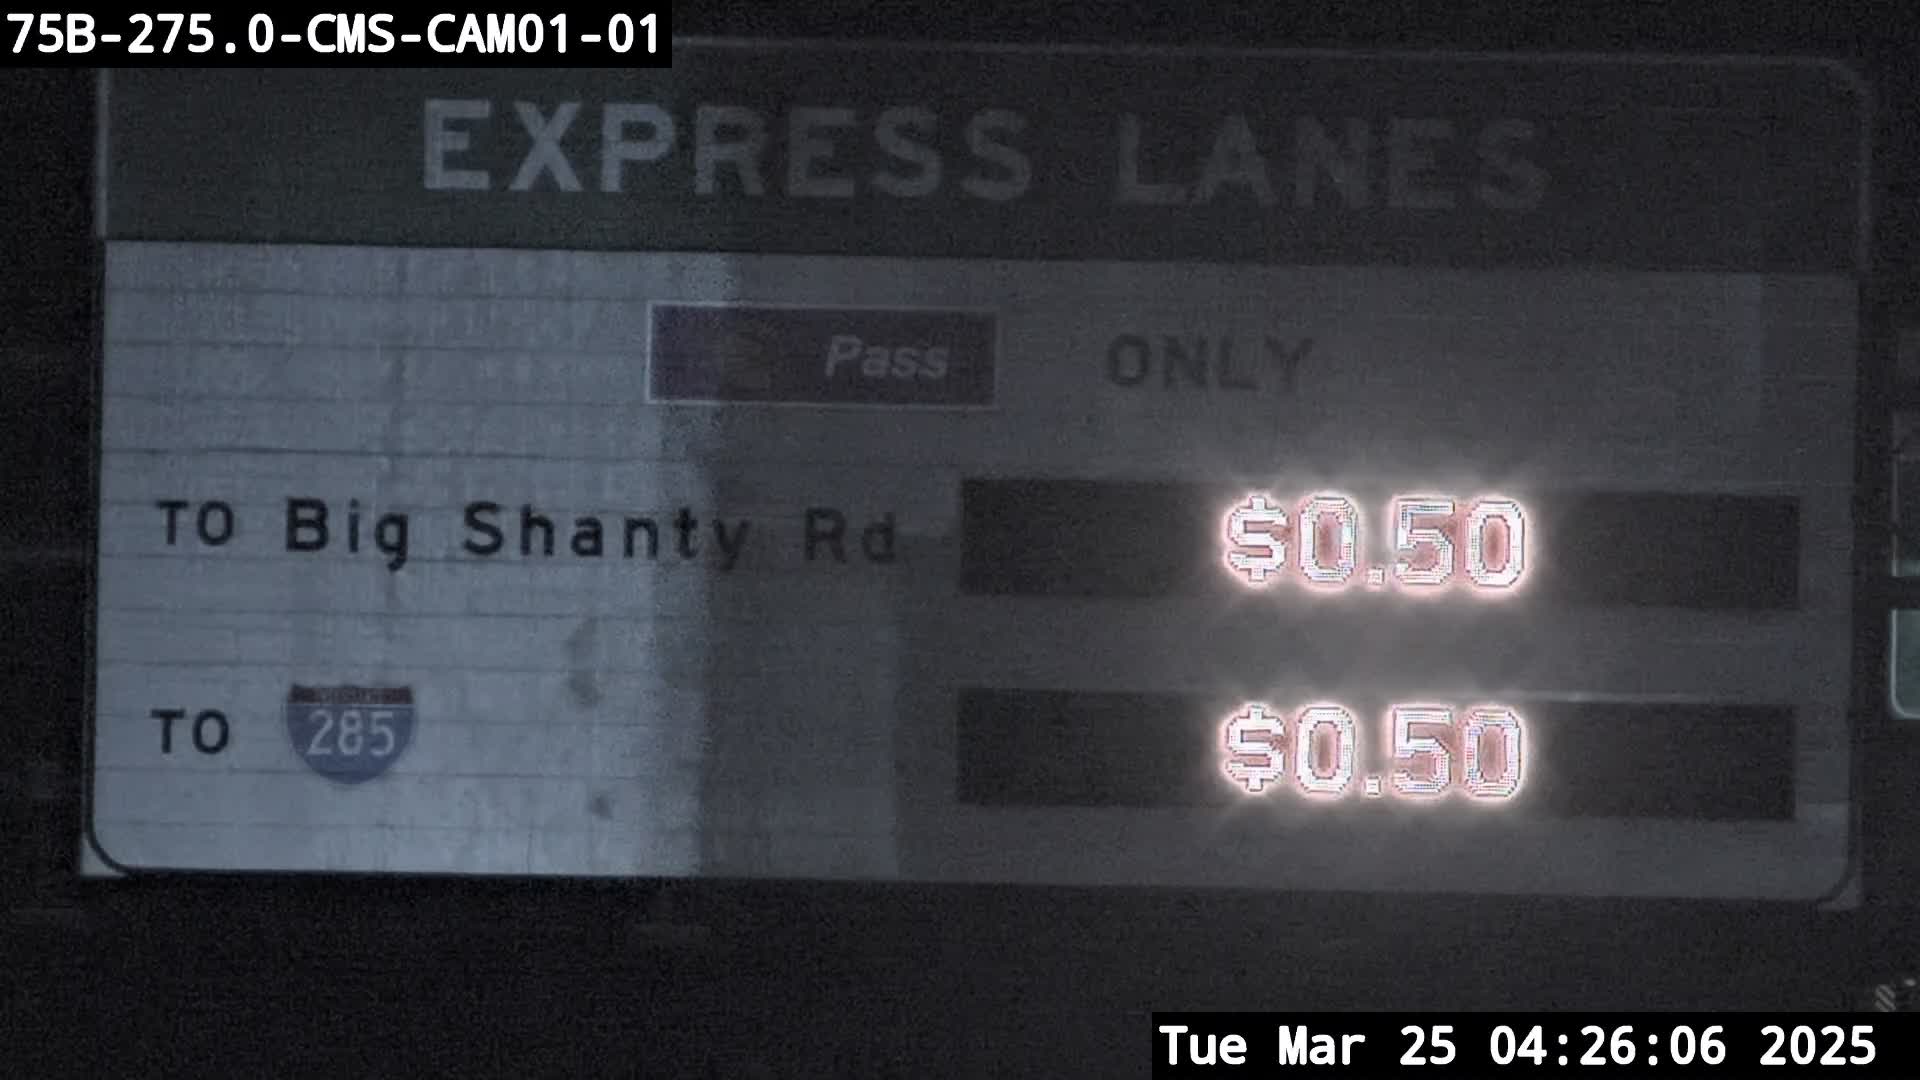 75B-275.0-CMS-CAM01-01
EXPRESS LANES
Pass ONLY
TO Big Shanty Rd $0.50
TO 285 $0.50
Tue Mar 25 04:26:06 2025